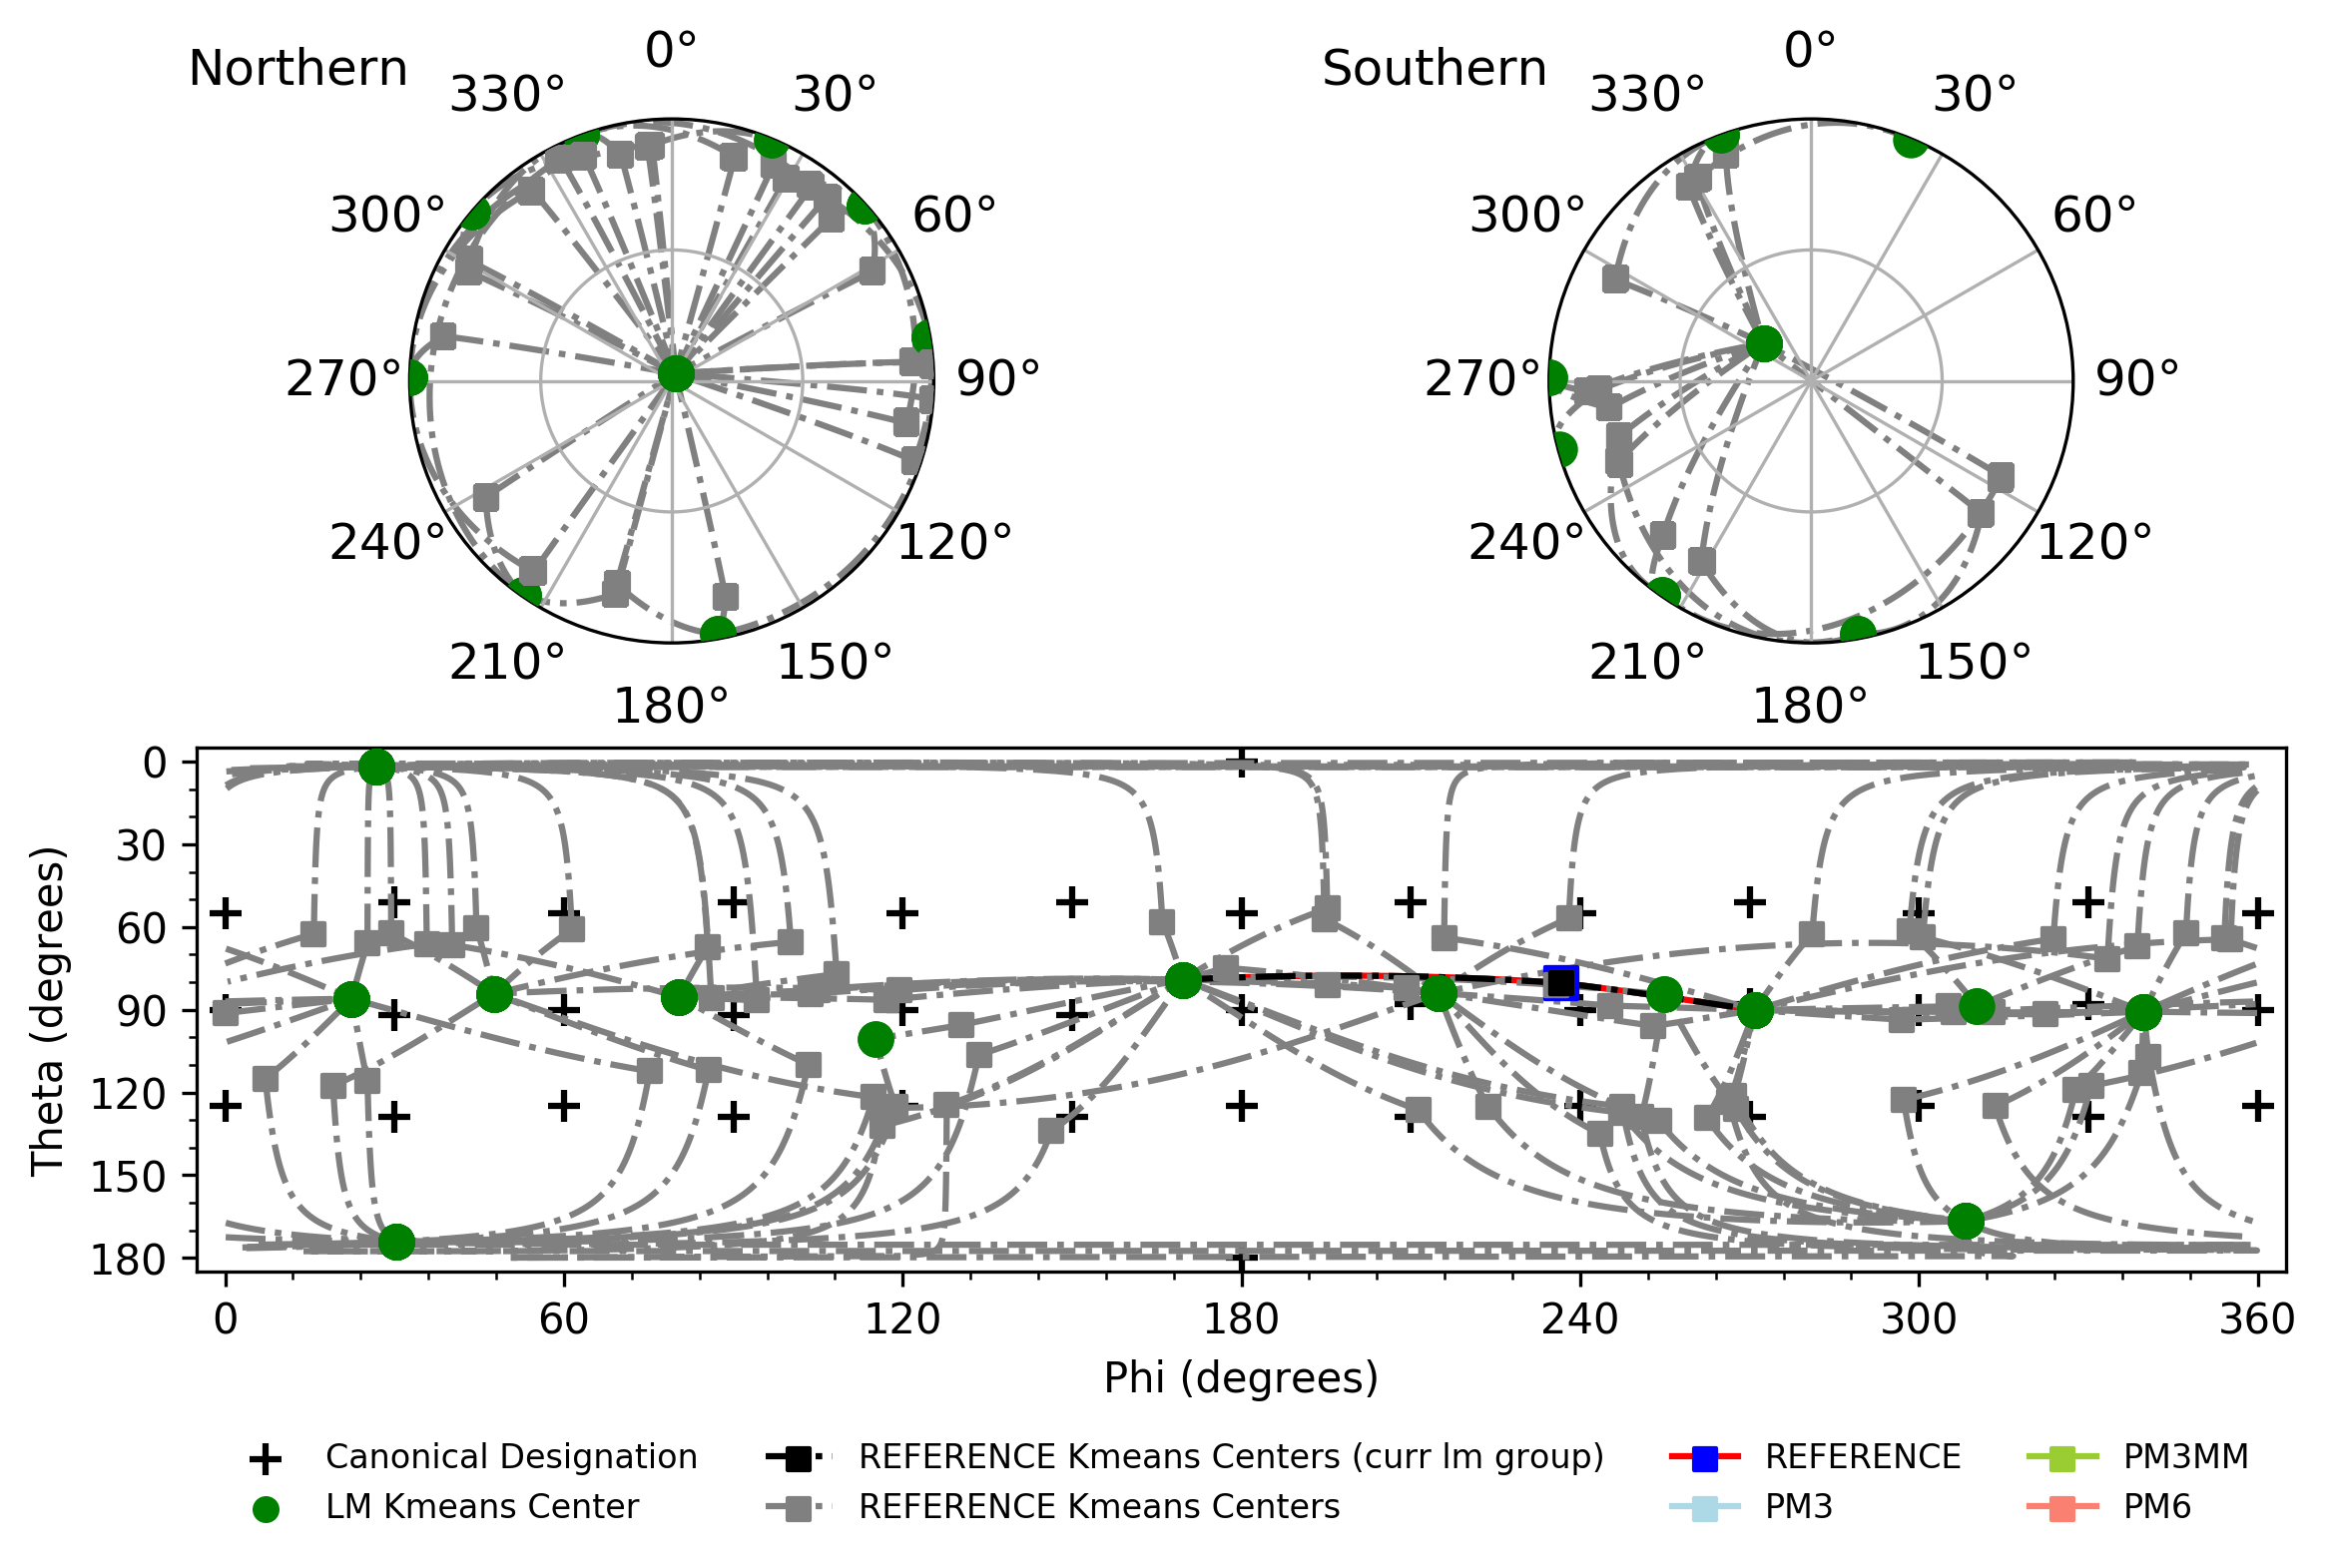 Northern
0°
330°
30°
300°
60°
270°
90°
240°
120°
210°
150°
180°
Southern
0°
330°
30°
300°
60°
270°
90°
240°
120°
210°
150°
180°
Theta (degrees)
0
30
60
90
120
150
180
0 60 120 180 240 300 360
Phi (degrees)
Canonical Designation
LM Kmeans Center
REFERENCE Kmeans Centers (curr lm group)
REFERENCE Kmeans Centers
REFERENCE
PM3
PM3MM
PM6